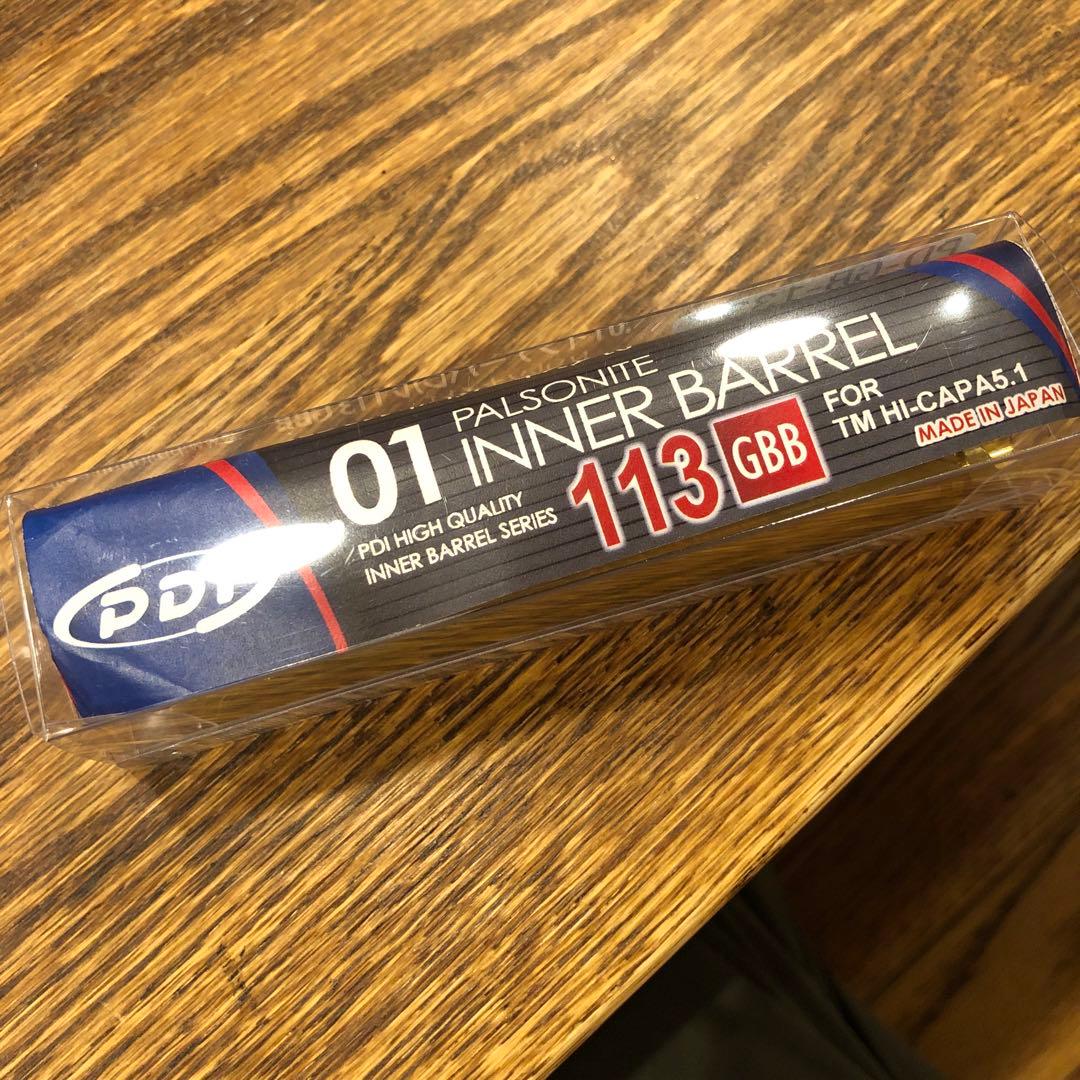 PDI
01
PALSONITE
INNER BARREL
PDI HIGH QUALITY
INNER BARREL SERIES
113
GBB
FOR
TM HI-CAPA5.1
MADE IN JAPAN